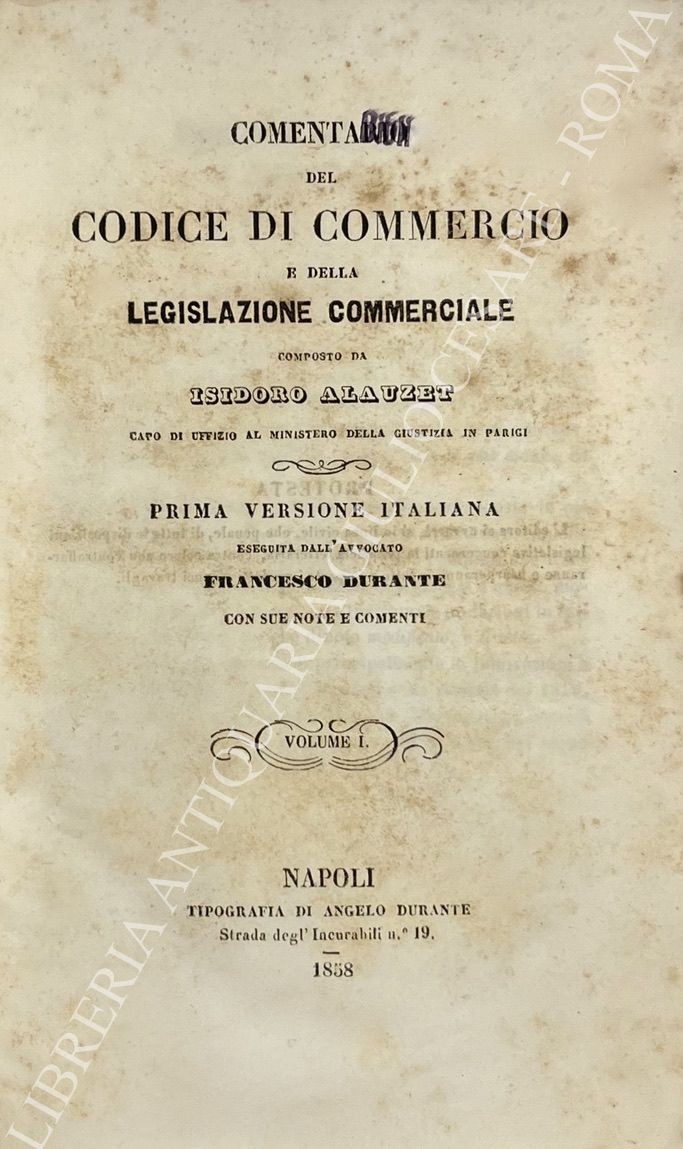 COMENTARIO
DEL
CODICE DI COMMERCIO
E DELLA
LEGISLAZIONE COMMERCIALE
COMPOSTO DA
ISIDORO ALAUZET
CAPO DI UFFIZIO AL MINISTERO DELLA GIUSTIZIA IN PARIGI
PRIMA VERSIONE ITALIANA
ESEGUITA DALL'AVVOCATO
FRANCESCO DURANTE
CON SUE NOTE E COMENTI
VOLUME I.
NAPOLI
TIPOGRAFIA DI ANGELO DURANTE
Strada degl' Incurabili n.° 19.
1858
LIBRERIA ANTIQUARIA GIULIOCESARE - ROMA